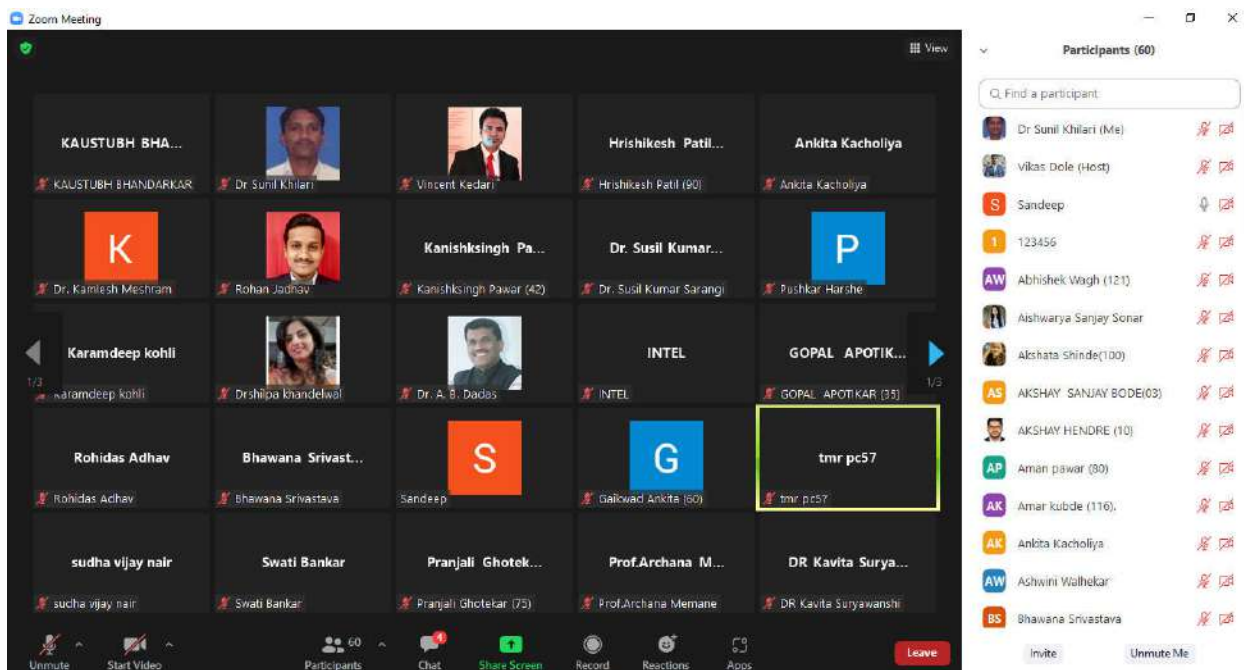 Zoom Meeting
View
KAUSTUBH BHA...
KAUSTUBH BHANDARKAR
Dr Sunil Khilari
Vincent Kedari
Hrishikesh Patil...
Hrishikesh Patil (90)
Ankita Kacholiya
Ankita Kacholiya
K
Dr. Kamlesh Meshram
Rohan Jadhav
Kanishksingh Pa...
Kanishksingh Pawar (42)
Dr. Susil Kumar...
Dr. Susil Kumar Sarangi
P
Pushkar Harshe
1/3
Karamdeep kohli
Karamdeep kohli
Drshilpa khandelwal
Dr. A. B. Dadas
INTEL
INTEL
GOPAL APOTIK...
GOPAL APOTIKAR (35)
1/3
Rohidas Adhav
Rohidas Adhav
Bhawana Srivast...
Bhawana Srivastava
S
Sandeep
G
Gaikwad Ankita (60)
tmr pc57
tmr pc57
sudha vijay nair
sudha vijay nair
Swati Bankar
Swati Bankar
Pranjali Ghotek...
Pranjali Ghotekar (75)
Prof.Archana M...
Prof.Archana Memane
DR Kavita Surya...
DR Kavita Suryawanshi
Unmute
Start Video
60
Participants
4
Chat
Share Screen
Record
Reactions
Apps
Leave
Participants (60)
Find a participant
Dr Sunil Khilari (Me)
Vikas Dole (Host)
S Sandeep
1 123456
AW Abhishek Wagh (121)
Aishwarya Sanjay Sonar
Akshata Shinde(100)
AS AKSHAY SANJAY BODE(03)
AKSHAY HENDRE (10)
AP Aman pawar (80)
AK Amar kubde (116).
AK Ankita Kacholiya
AW Ashwini Walhekar
BS Bhawana Srivastava
Invite
Unmute Me